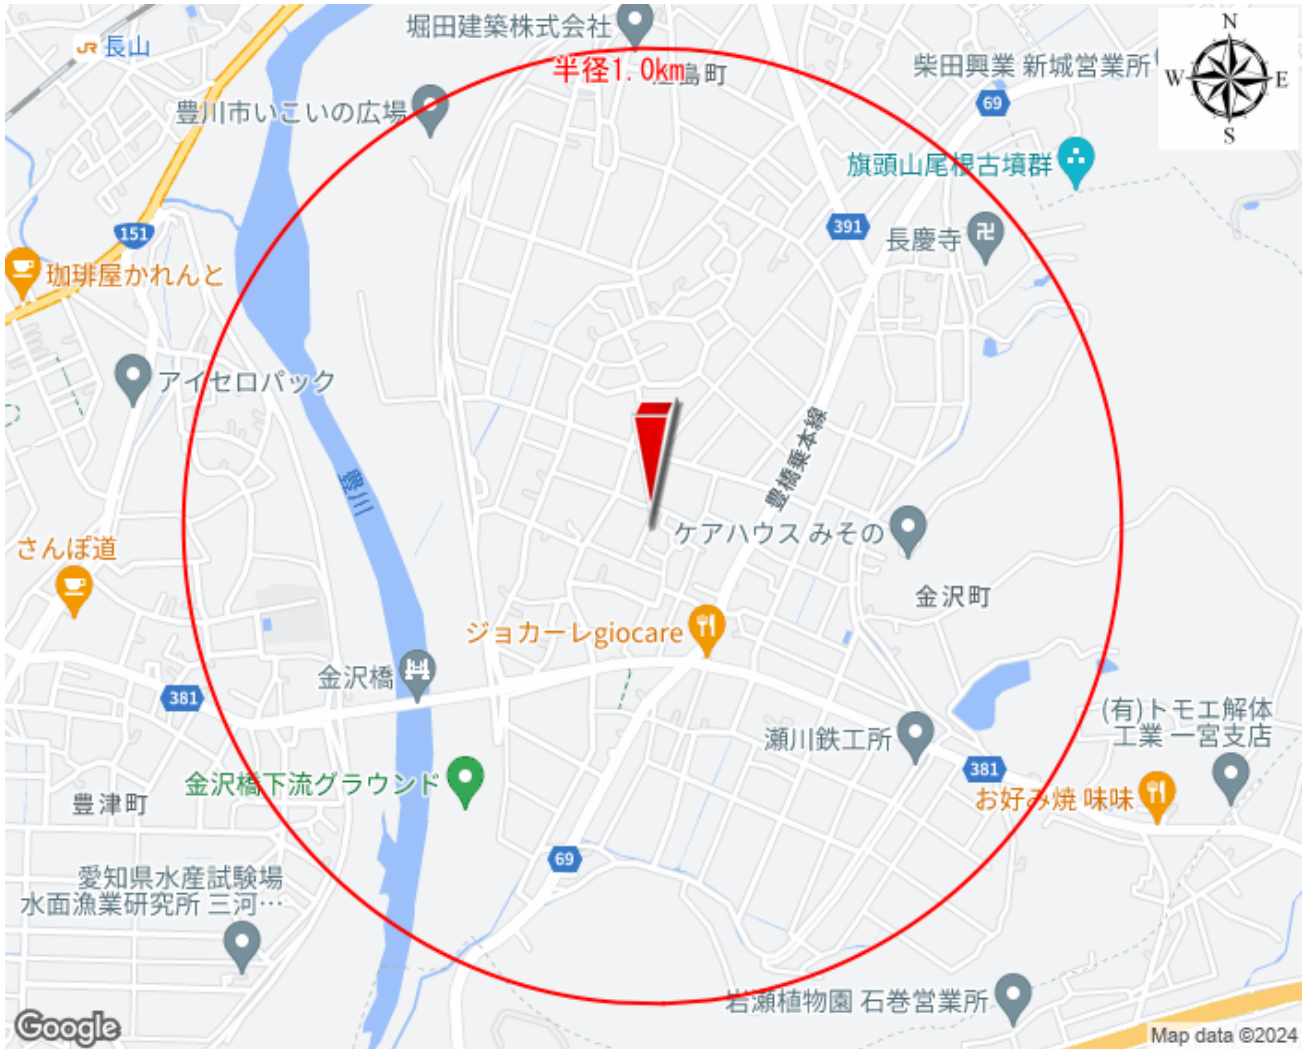 堀田建築株式会社
N
JR 長山
半径1.0km
島町
柴田興業 新城営業所
W
E
69
豊川市いこいの広場
S
旗頭山尾根古墳群
151
391
長慶寺
珈琲屋かれんと
アイセロパック
豊橋乗本線
豊川
ケアハウス みその
さんぽ道
金沢町
ジョカーレgiocare
金沢橋
381
(有)トモエ解体
工業 一宮支店
瀬川鉄工所
381
金沢橋下流グラウンド
お好み焼 味味
豊津町
69
愛知県水産試験場
水面漁業研究所 三河…
岩瀬植物園 石巻営業所
Google
Map data ©2024